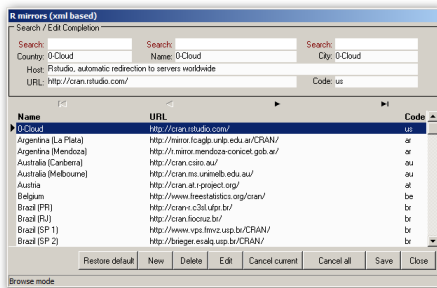 R mirrors (xml based)
Search / Edit Completion
Search: Search: Search:
Country: 0-Cloud Name: 0-Cloud City: 0-Cloud
Host: Rstudio, automatic redirection to servers worldwide
URL: http://cran.rstudio.com/ Code: us
Name URL Code
0-Cloud http://cran.rstudio.com/ us
Argentina (La Plata) http://mirror.fcaglp.unlp.edu.ar/CRAN/ ar
Argentina (Mendoza) http://r.mirror.mendoza-conicet.gob.ar/ ar
Australia (Canberra) http://cran.csiro.au/ au
Australia (Melbourne) http://cran.ms.unimelb.edu.au/ au
Austria http://cran.at.r-project.org/ at
Belgium http://www.freestatistics.org/cran/ be
Brazil (PR) http://cran-r.c3sl.ufpr.br/ br
Brazil (RJ) http://cran.fiocruz.br/ br
Brazil (SP 1) http://www.vps.fmvz.usp.br/CRAN/ br
Brazil (SP 2) http://brieger.esalq.usp.br/CRAN/ br
Restore default New Delete Edit Cancel current Cancel all Save Close
Browse mode